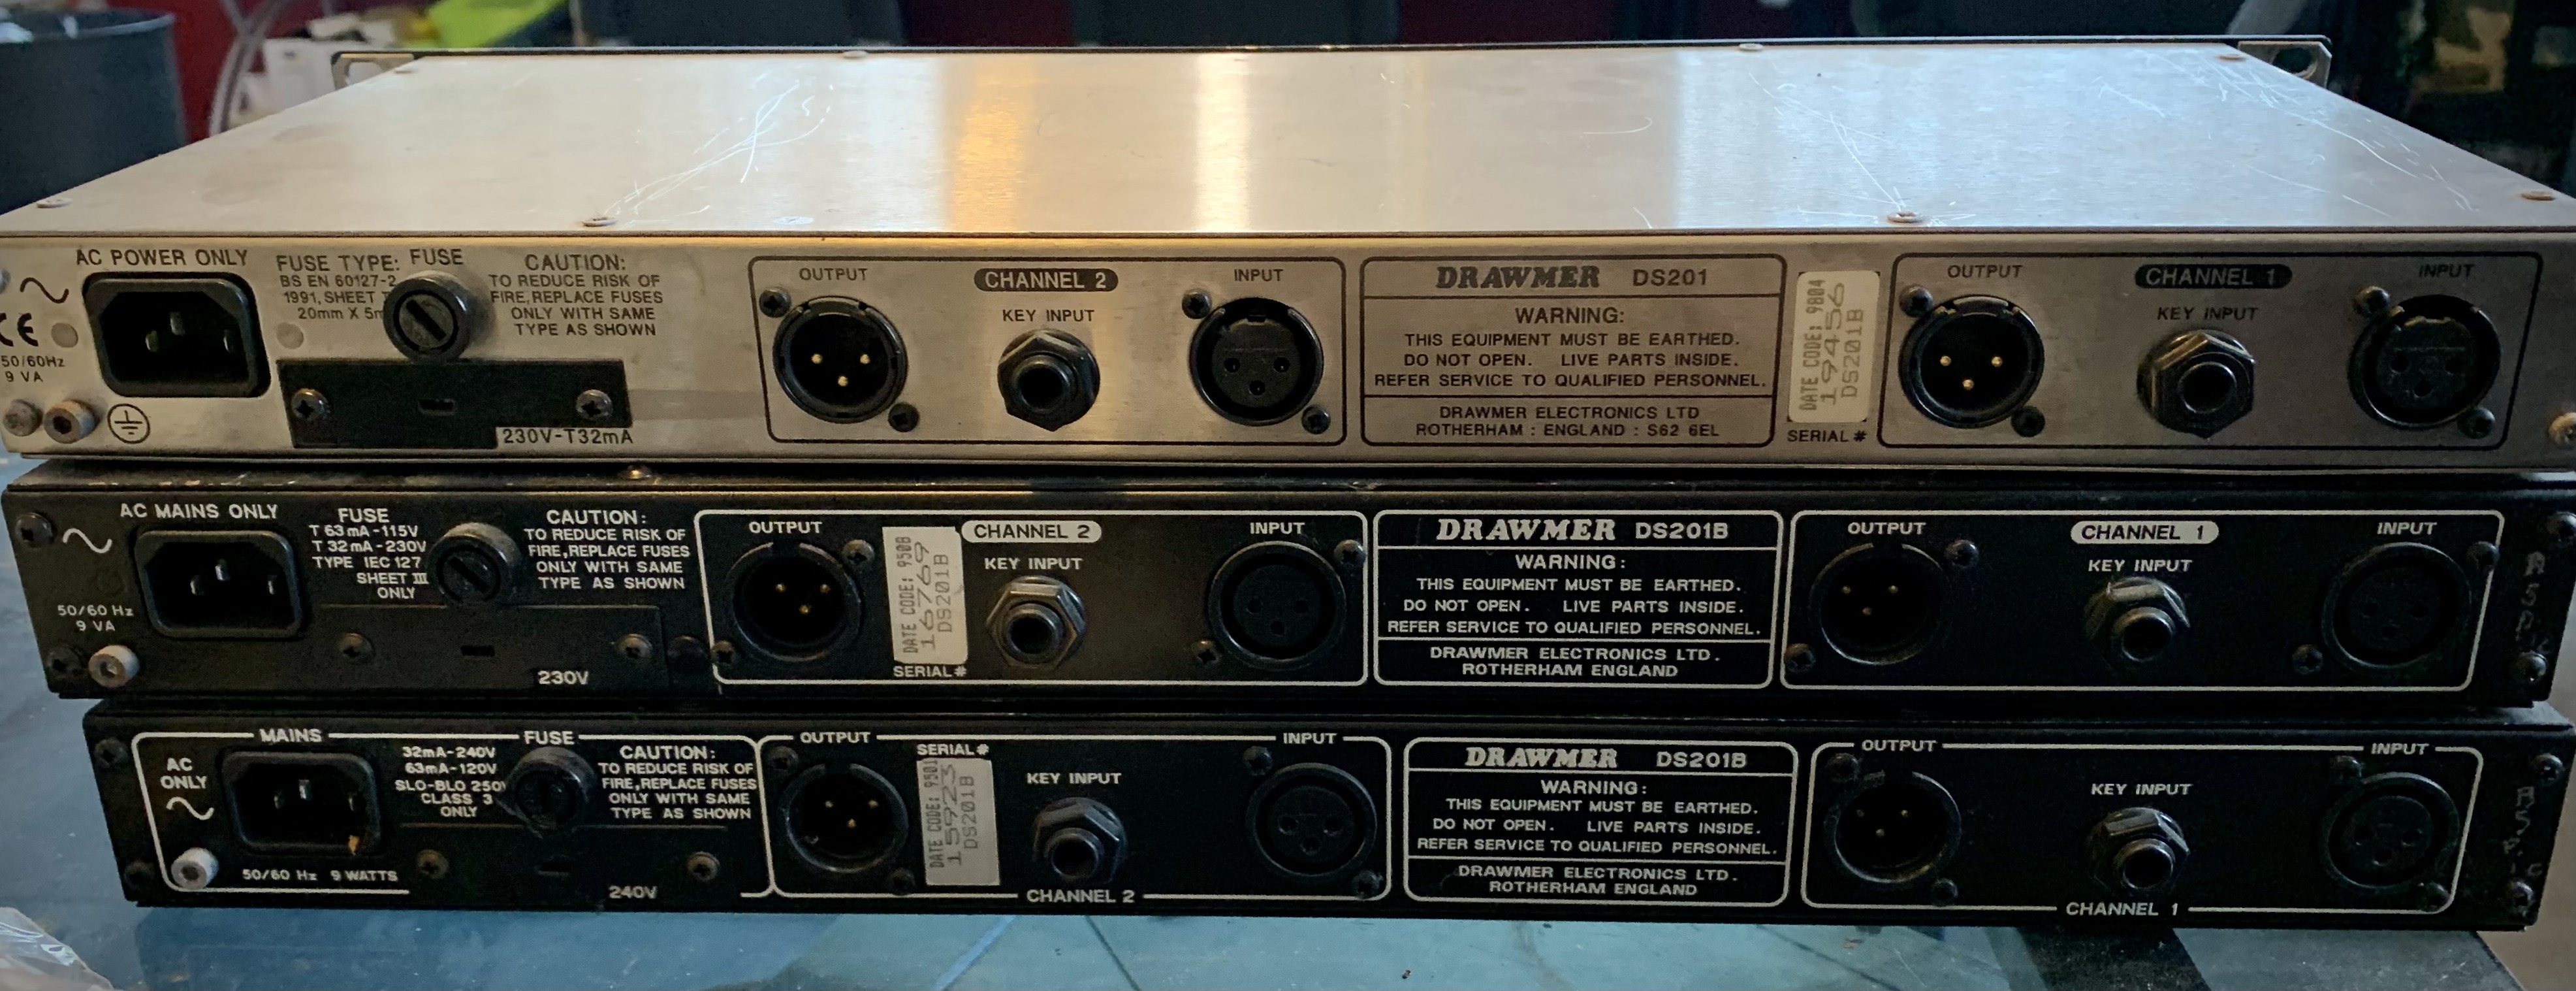 AC POWER ONLY
FUSE TYPE:
BS EN 60127-2
1991, SHEET
20mm X 5m
FUSE
CAUTION:
TO REDUCE RISK OF
FIRE, REPLACE FUSES
ONLY WITH SAME
TYPE AS SHOWN
CE
50/60Hz
9 VA
230V-T32mA
OUTPUT
CHANNEL 2
KEY INPUT
INPUT
DRAWMER DS201
WARNING:
THIS EQUIPMENT MUST BE EARTHED.
DO NOT OPEN. LIVE PARTS INSIDE.
REFER SERVICE TO QUALIFIED PERSONNEL.
DRAWMER ELECTRONICS LTD
ROTHERHAM : ENGLAND : S62 6EL
DATE CODE: 9804
194456
DS201B
SERIAL #
OUTPUT
CHANNEL 1
KEY INPUT
INPUT
AC MAINS ONLY
FUSE
T 63mA-115V
T 32mA-230V
TYPE IEC 127
SHEET III
ONLY
CAUTION:
TO REDUCE RISK OF
FIRE, REPLACE FUSES
ONLY WITH SAME
TYPE AS SHOWN
50/60 Hz
9 VA
230V
OUTPUT
DATE CODE: 9508
167769
DS201B
SERIAL #
CHANNEL 2
KEY INPUT
INPUT
DRAWMER DS201B
WARNING:
THIS EQUIPMENT MUST BE EARTHED.
DO NOT OPEN. LIVE PARTS INSIDE.
REFER SERVICE TO QUALIFIED PERSONNEL.
DRAWMER ELECTRONICS LTD.
ROTHERHAM ENGLAND
OUTPUT
CHANNEL 1
KEY INPUT
INPUT
MAINS
AC
ONLY
32mA-240V
63mA-120V
SLO-BLO 250V
CLASS 3
ONLY
FUSE
CAUTION:
TO REDUCE RISK OF
FIRE, REPLACE FUSES
ONLY WITH SAME
TYPE AS SHOWN
50/60 Hz 9 WATTS
240V
OUTPUT
SERIAL #
DATE CODE: 9501
159223
DS201B
KEY INPUT
INPUT
CHANNEL 2
DRAWMER DS201B
WARNING:
THIS EQUIPMENT MUST BE EARTHED.
DO NOT OPEN. LIVE PARTS INSIDE.
REFER SERVICE TO QUALIFIED PERSONNEL.
DRAWMER ELECTRONICS LTD.
ROTHERHAM ENGLAND
OUTPUT
KEY INPUT
INPUT
CHANNEL 1